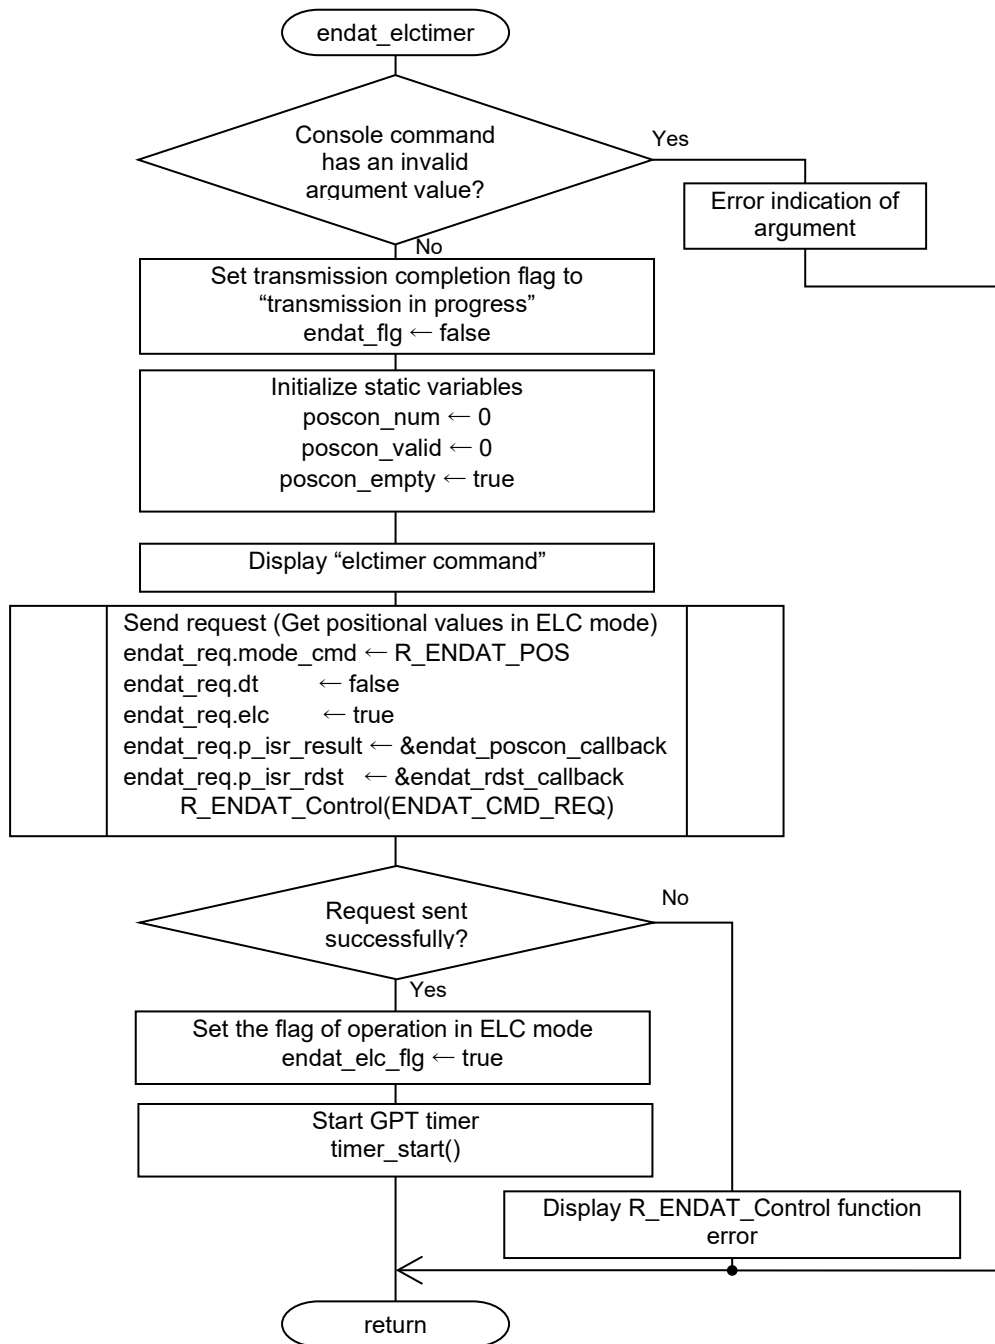 endat_elctimer
Console command
has an invalid
argument value?
Yes
Error indication of
argument
No
Set transmission completion flag to
“transmission in progress”
endat_flg ← false
Initialize static variables
poscon_num ← 0
poscon_valid ← 0
poscon_empty ← true
Display “elctimer command”
Send request (Get positional values in ELC mode)
endat_req.mode_cmd ← R_ENDAT_POS
endat_req.dt ← false
endat_req.elc ← true
endat_req.p_isr_result ← &endat_poscon_callback
endat_req.p_isr_rdst ← &endat_rdst_callback
R_ENDAT_Control(ENDAT_CMD_REQ)
Request sent
successfully?
No
Yes
Set the flag of operation in ELC mode
endat_elc_flg ← true
Start GPT timer
timer_start()
Display R_ENDAT_Control function
error
return